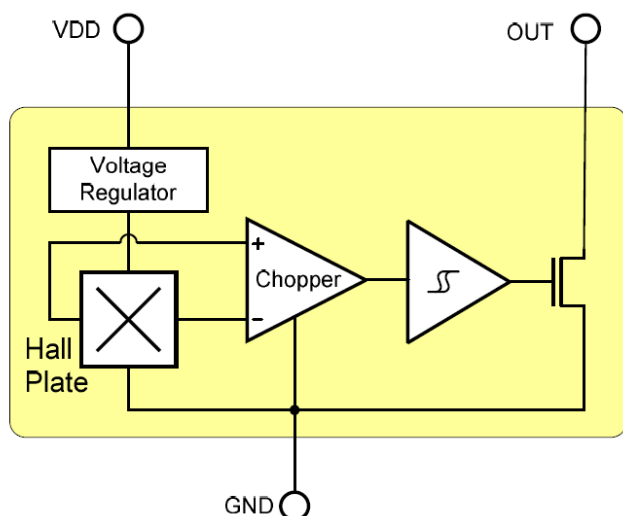 VDD
OUT
Voltage
Regulator
+
Chopper
-
Hall
Plate
GND